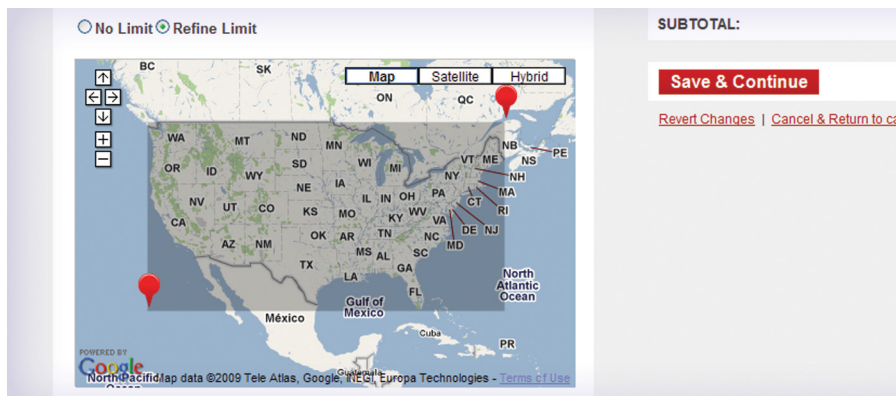 No Limit Refine Limit
SUBTOTAL:
Map Satellite Hybrid
Save & Continue
Revert Changes | Cancel & Return to ca
BC SK ON QC
WA MT ND MN NB PE
OR ID WY SD WI MI VT ME NS
NY NH
NV UT CO NE IA IL IN OH PA MA
CA KS MO KY WV VA CT RI
DE NJ
AZ NM OK AR TN NC MD
TX MS AL SC
LA GA
FL
North
Atlantic
Ocean
Gulf of
Mexico
México
Cuba
PR
Guatemala
POWERED BY
Google
North Pacific
Ocean
Map data ©2009 Tele Atlas, Google, INEGI, Europa Technologies - Terms of Use